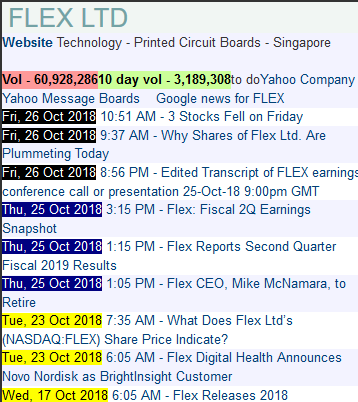 FLEX LTD
Website Technology - Printed Circuit Boards - Singapore
Vol - 60,928,28610 day vol - 3,189,308to doYahoo Company
Yahoo Message Boards Google news for FLEX
Fri, 26 Oct 2018 10:51 AM - 3 Stocks Fell on Friday
Fri, 26 Oct 2018 9:37 AM - Why Shares of Flex Ltd. Are
Plummeting Today
Fri, 26 Oct 2018 8:56 PM - Edited Transcript of FLEX earnings
conference call or presentation 25-Oct-18 9:00pm GMT
Thu, 25 Oct 2018 3:15 PM - Flex: Fiscal 2Q Earnings
Snapshot
Thu, 25 Oct 2018 1:15 PM - Flex Reports Second Quarter
Fiscal 2019 Results
Thu, 25 Oct 2018 1:05 PM - Flex CEO, Mike McNamara, to
Retire
Tue, 23 Oct 2018 7:35 AM - What Does Flex Ltd's
(NASDAQ:FLEX) Share Price Indicate?
Tue, 23 Oct 2018 6:05 AM - Flex Digital Health Announces
Novo Nordisk as BrightInsight Customer
Wed, 17 Oct 2018 6:05 AM - Flex Releases 2018